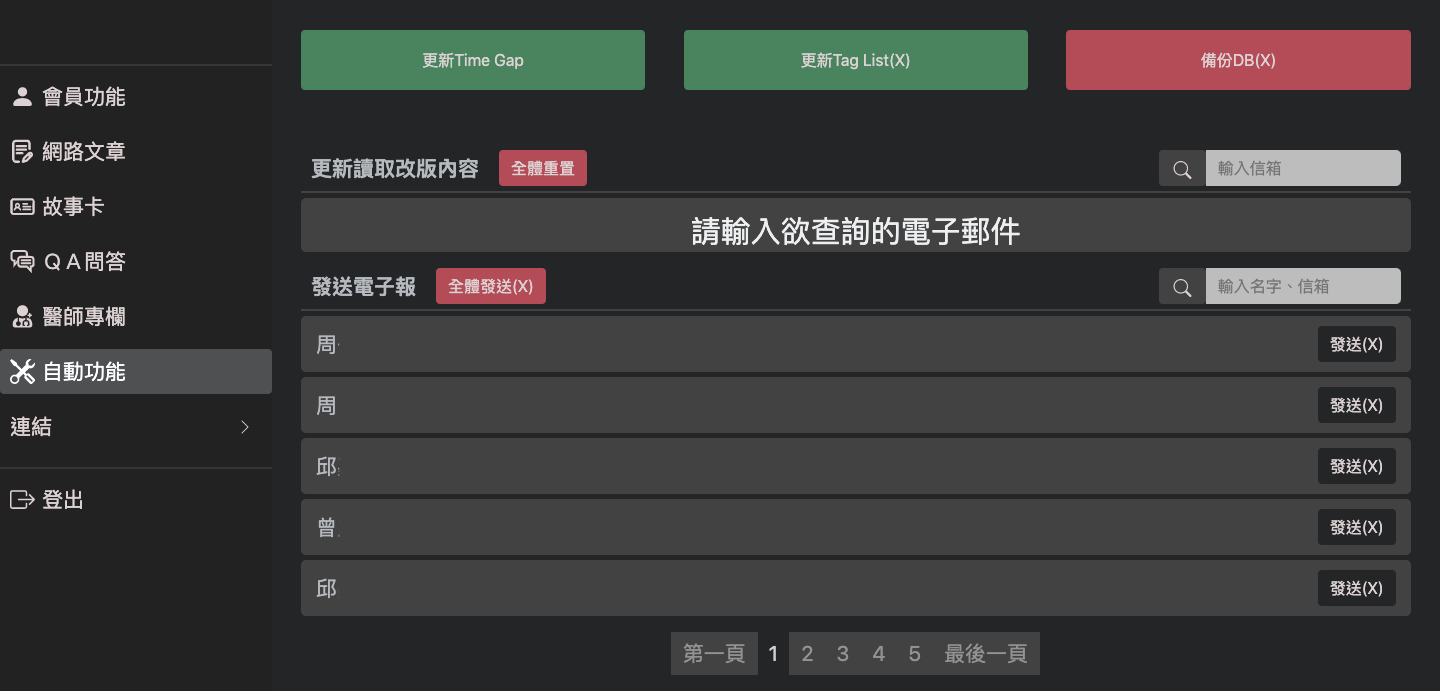 會員功能
網路文章
故事卡
ＱＡ問答
醫師專欄
自動功能
連結
登出
更新Time Gap
更新Tag List(X)
備份DB(X)
更新讀取改版內容 全體重置 輸入信箱
請輸入欲查詢的電子郵件
發送電子報 全體發送(X) 輸入名字、信箱
周 發送(X)
周 發送(X)
邱 發送(X)
曾 發送(X)
邱 發送(X)
第一頁 1 2 3 4 5 最後一頁